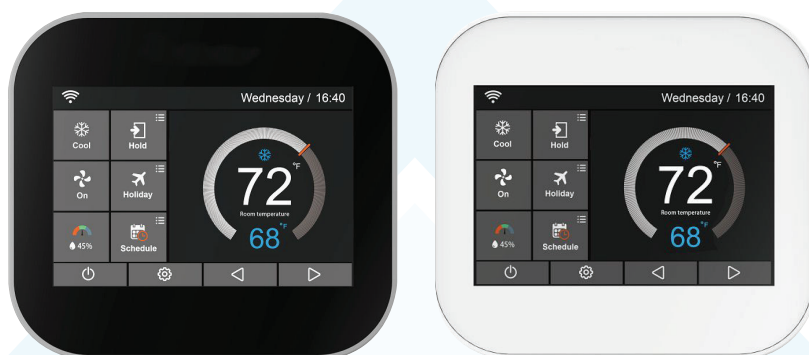 Wednesday / 16:40
Cool
Hold
On
Holiday
45%
Schedule
72 °F
Room temperature
68 °F
Wednesday / 16:40
Cool
Hold
On
Holiday
45%
Schedule
72 °F
Room temperature
68 °F